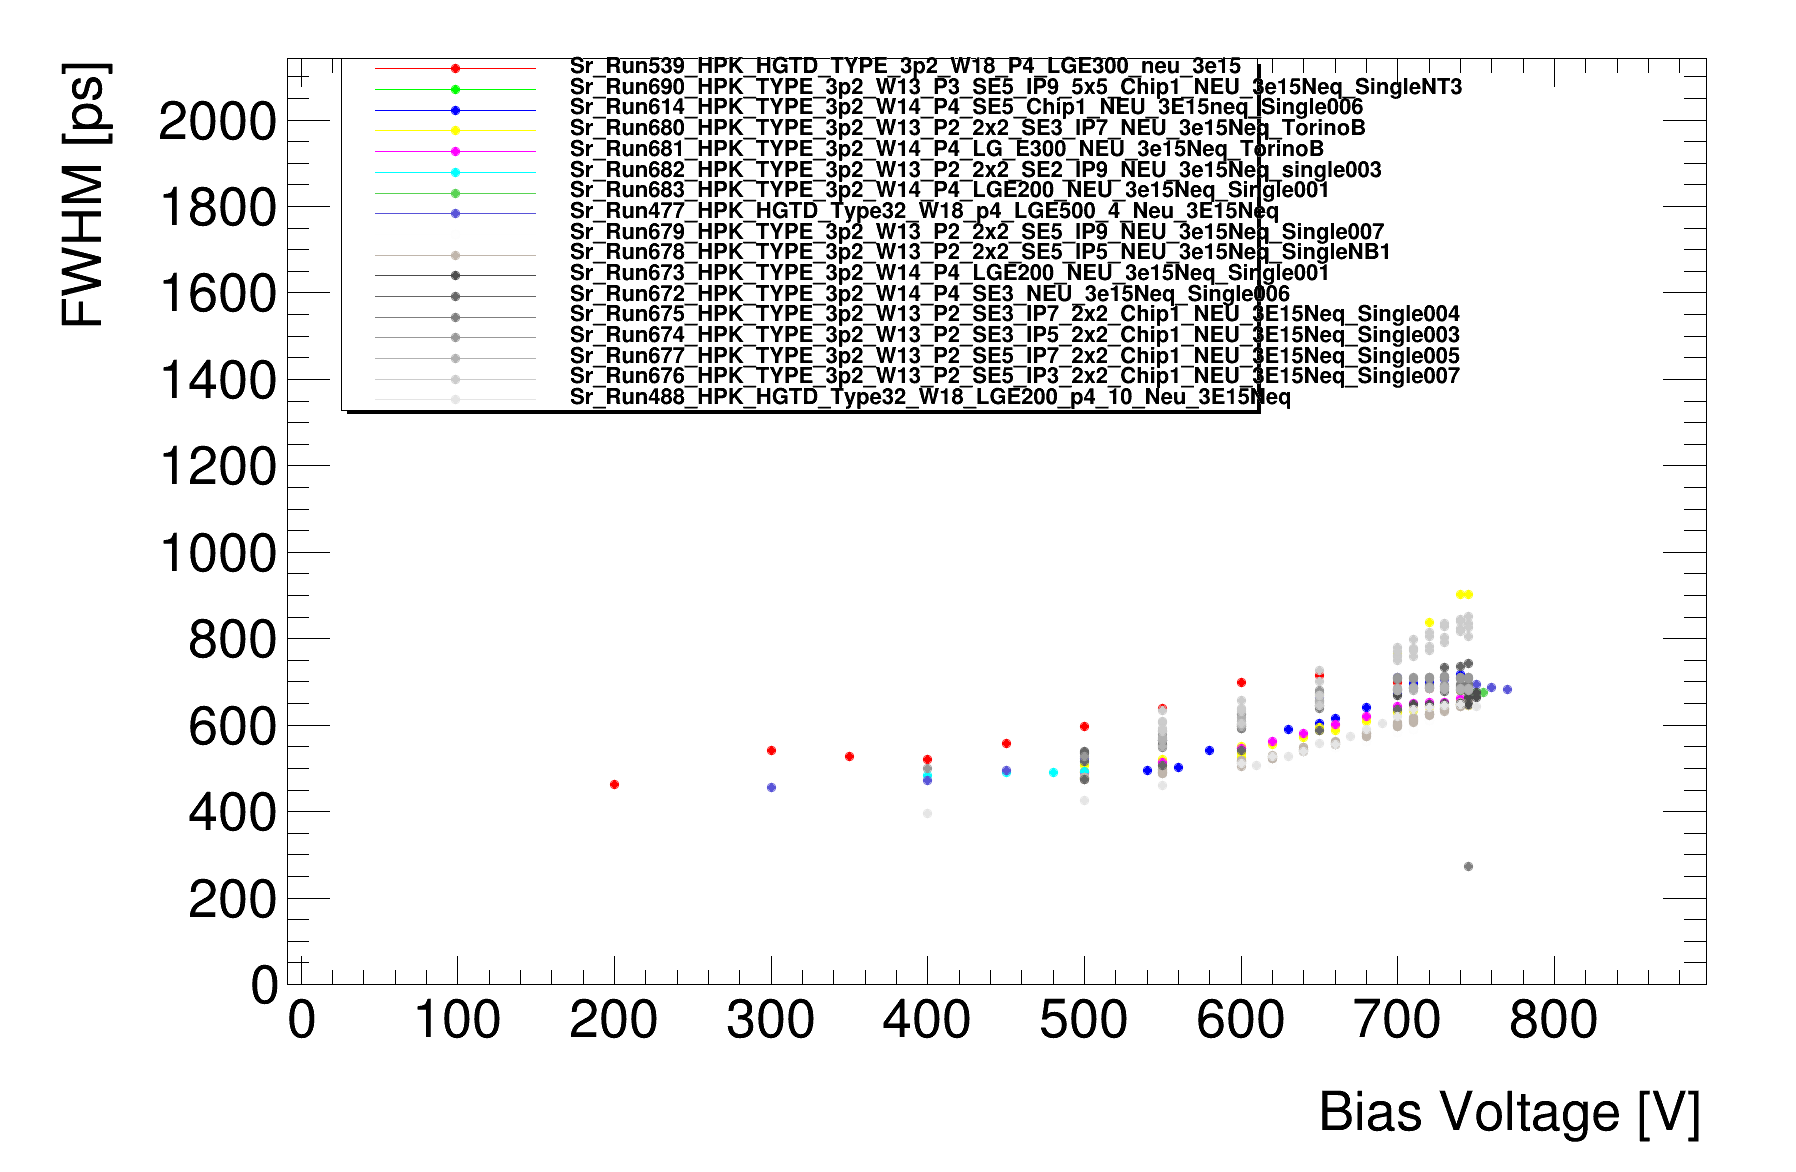 FWHM [ps]
2000
1800
1600
1400
1200
1000
800
600
400
200
0
Sr_Run539_HPK_HGTD_TYPE_3p2_W18_P4_LGE300_neu_3e15
Sr_Run690_HPK_TYPE_3p2_W13_P3_SE5_IP9_5x5_Chip1_NEU_3e15Neq_SingleNT3
Sr_Run614_HPK_TYPE_3p2_W14_P4_SE5_Chip1_NEU_3E15neq_Single006
Sr_Run680_HPK_TYPE_3p2_W13_P2_2x2_SE3_IP7_NEU_3e15Neq_TorinoB
Sr_Run681_HPK_TYPE_3p2_W14_P4_LG_E300_NEU_3e15Neq_TorinoB
Sr_Run682_HPK_TYPE_3p2_W13_P2_2x2_SE2_IP9_NEU_3e15Neq_single003
Sr_Run683_HPK_TYPE_3p2_W14_P4_LGE200_NEU_3e15Neq_Single001
Sr_Run477_HPK_HGTD_Type32_W18_p4_LGE500_4_Neu_3E15Neq
Sr_Run679_HPK_TYPE_3p2_W13_P2_2x2_SE5_IP9_NEU_3e15Neq_Single007
Sr_Run678_HPK_TYPE_3p2_W13_P2_2x2_SE5_IP5_NEU_3e15Neq_SingleNB1
Sr_Run673_HPK_TYPE_3p2_W14_P4_LGE200_NEU_3e15Neq_Single001
Sr_Run672_HPK_TYPE_3p2_W14_P4_SE3_NEU_3e15Neq_Single006
Sr_Run675_HPK_TYPE_3p2_W13_P2_SE3_IP7_2x2_Chip1_NEU_3E15Neq_Single004
Sr_Run674_HPK_TYPE_3p2_W13_P2_SE3_IP5_2x2_Chip1_NEU_3E15Neq_Single003
Sr_Run677_HPK_TYPE_3p2_W13_P2_SE5_IP7_2x2_Chip1_NEU_3E15Neq_Single005
Sr_Run676_HPK_TYPE_3p2_W13_P2_SE5_IP3_2x2_Chip1_NEU_3E15Neq_Single007
Sr_Run488_HPK_HGTD_Type32_W18_LGE200_p4_10_Neu_3E15Neq
0 100 200 300 400 500 600 700 800
Bias Voltage [V]